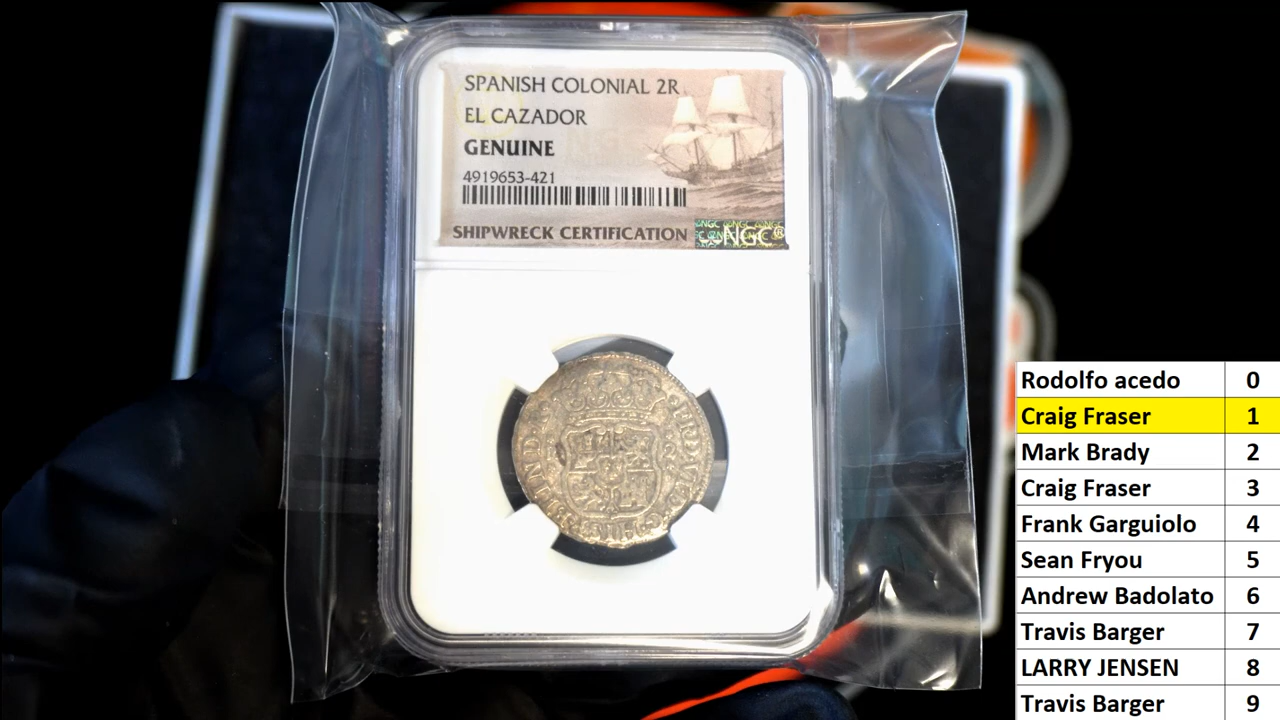 SPANISH COLONIAL 2R
EL CAZADOR
GENUINE
4919653-421
SHIPWRECK CERTIFICATION NGC®
Rodolfo acedo 0
Craig Fraser 1
Mark Brady 2
Craig Fraser 3
Frank Garguiolo 4
Sean Fryou 5
Andrew Badolato 6
Travis Barger 7
LARRY JENSEN 8
Travis Barger 9